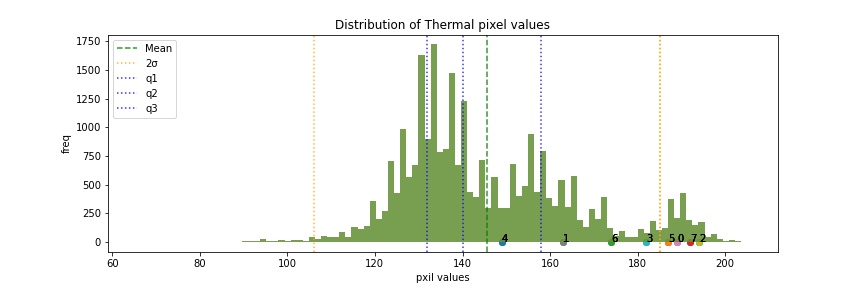 Distribution of Thermal pixel values
1750
1500
1250
1000
750
500
250
0
freq
Mean
2σ
q1
q2
q3
4 1 6 3 5 0 7 2
60 80 100 120 140 160 180 200
pxil values